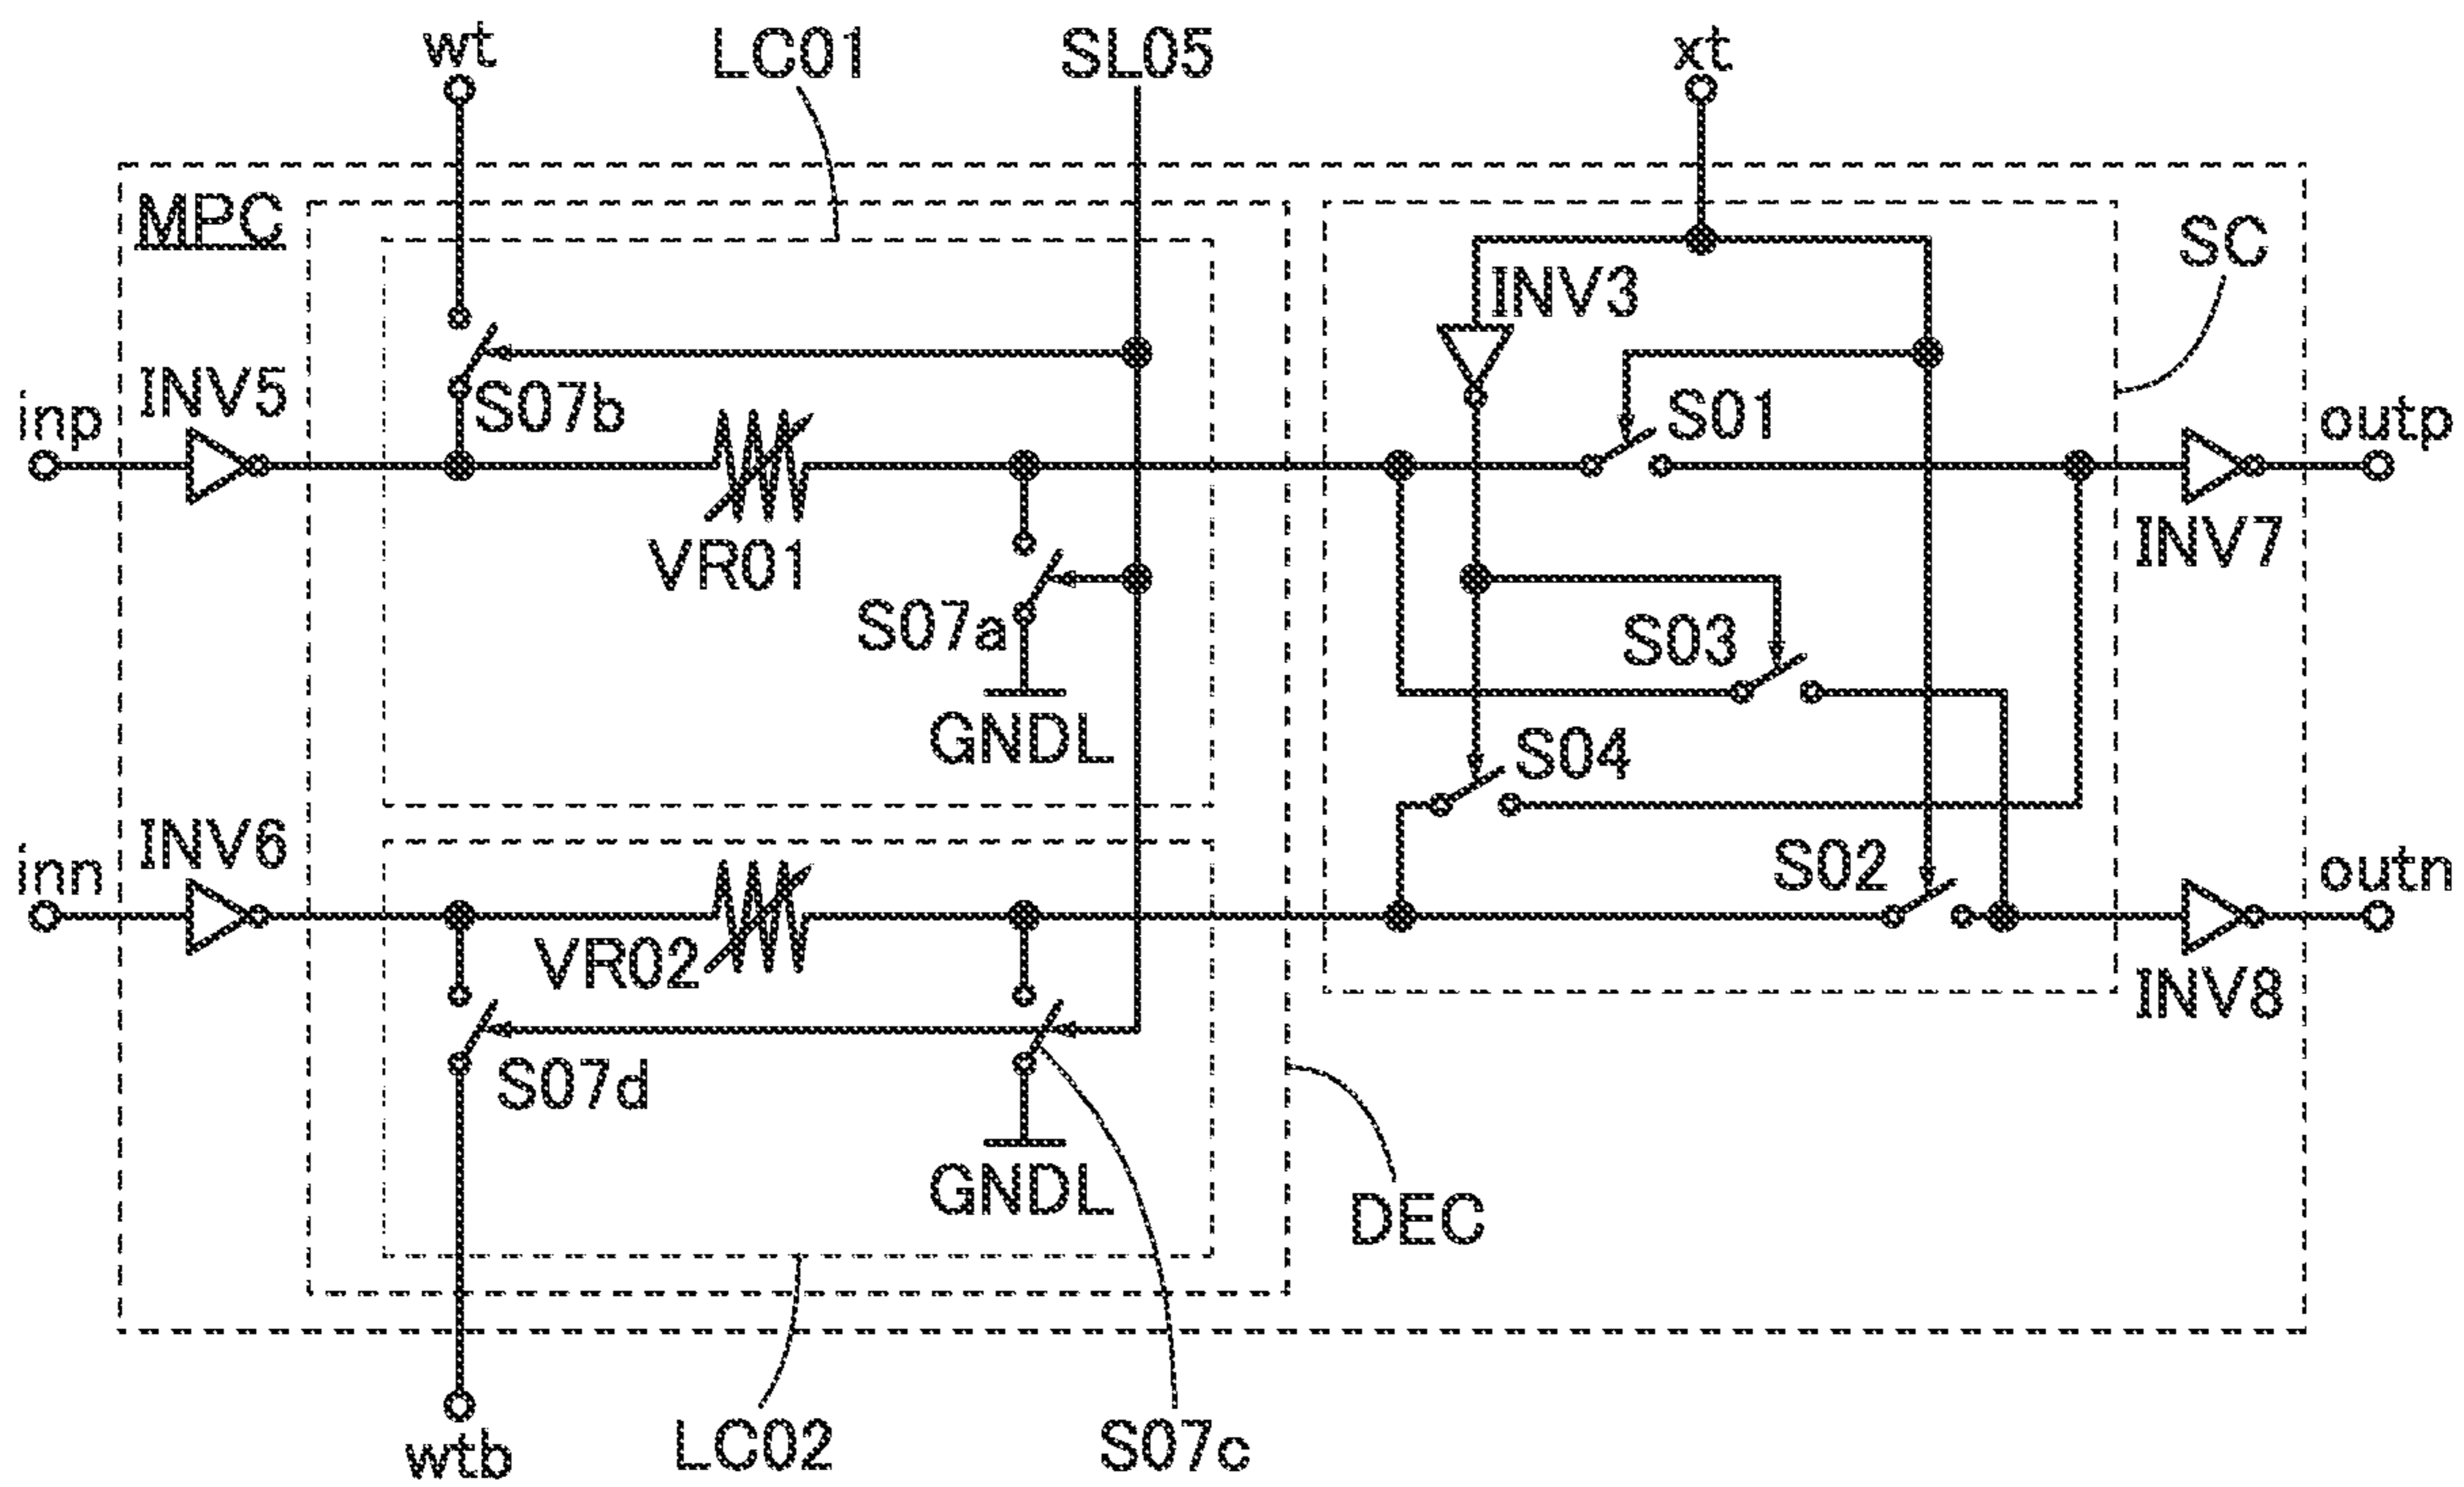 wt
LC01
SL05
xt
MPC
SC
INV3
inp
INV5
S07b
S01
outp
VR01
INV7
S07a
S03
GNDL
S04
inn
INV6
S02
outn
VR02
INV8
S07d
GNDL
DEC
wtb
LC02
S07c